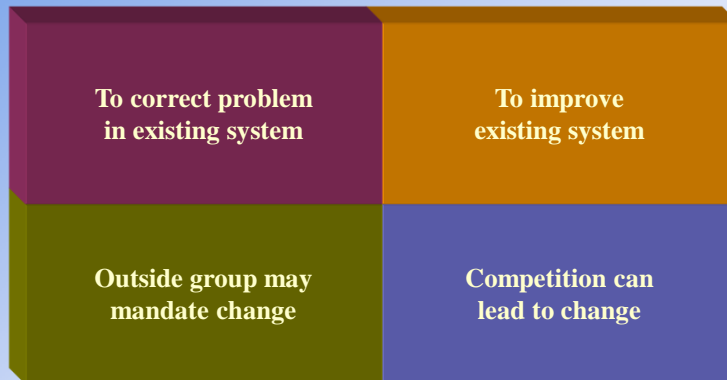 To correct problem
in existing system
To improve
existing system
Outside group may
mandate change
Competition can
lead to change